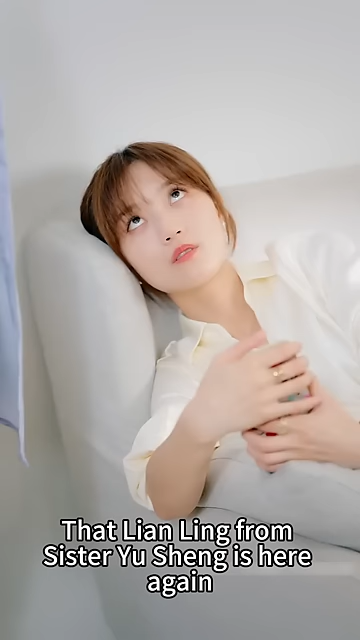 That Lian Ling from
Sister Yu Sheng is here
again